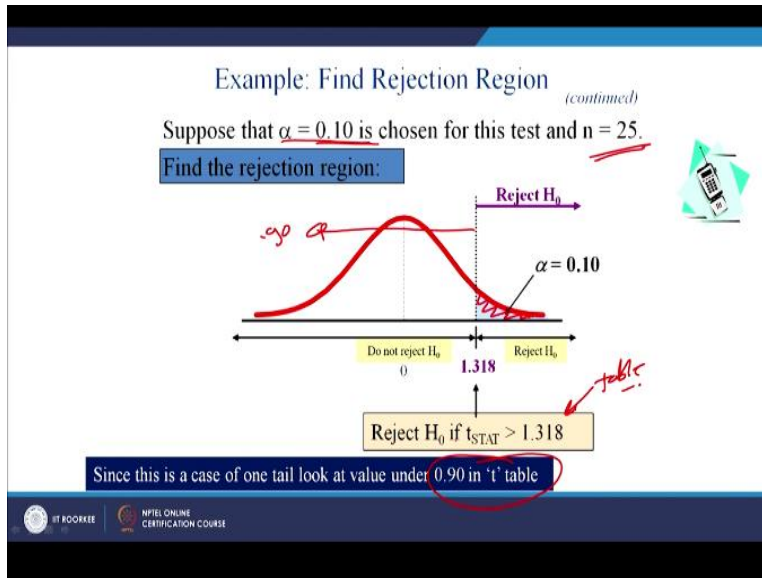 Example: Find Rejection Region
(continued)
Suppose that α = 0.10 is chosen for this test and n = 25.
Find the rejection region:
Reject H₀
.90
α = 0.10
Do not reject H₀
Reject H₀
0
1.318
table
Reject H₀ if tSTAT > 1.318
Since this is a case of one tail look at value under 0.90 in ‘t’ table
IIT ROORKEE
NPTEL ONLINE
CERTIFICATION COURSE